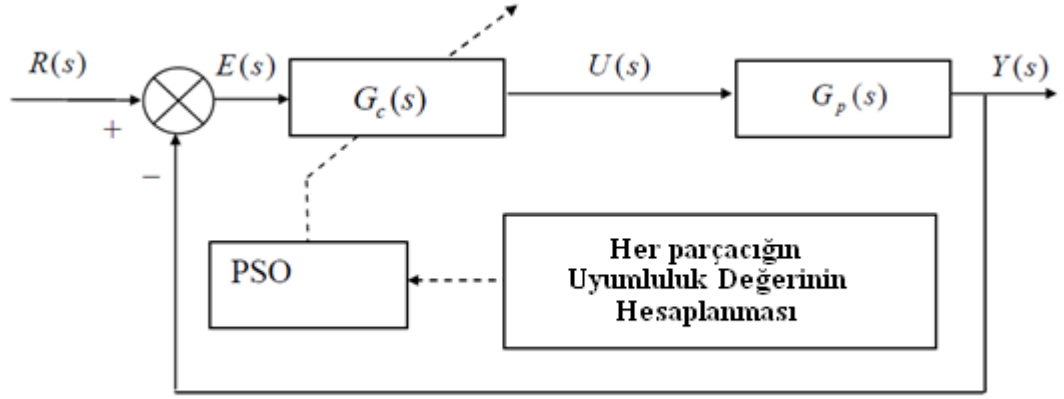 R(s)
E(s)
G_c(s)
U(s)
G_p(s)
Y(s)
+
−
PSO
Her parçacığın
Uyumluluk Değerinin
Hesaplanması